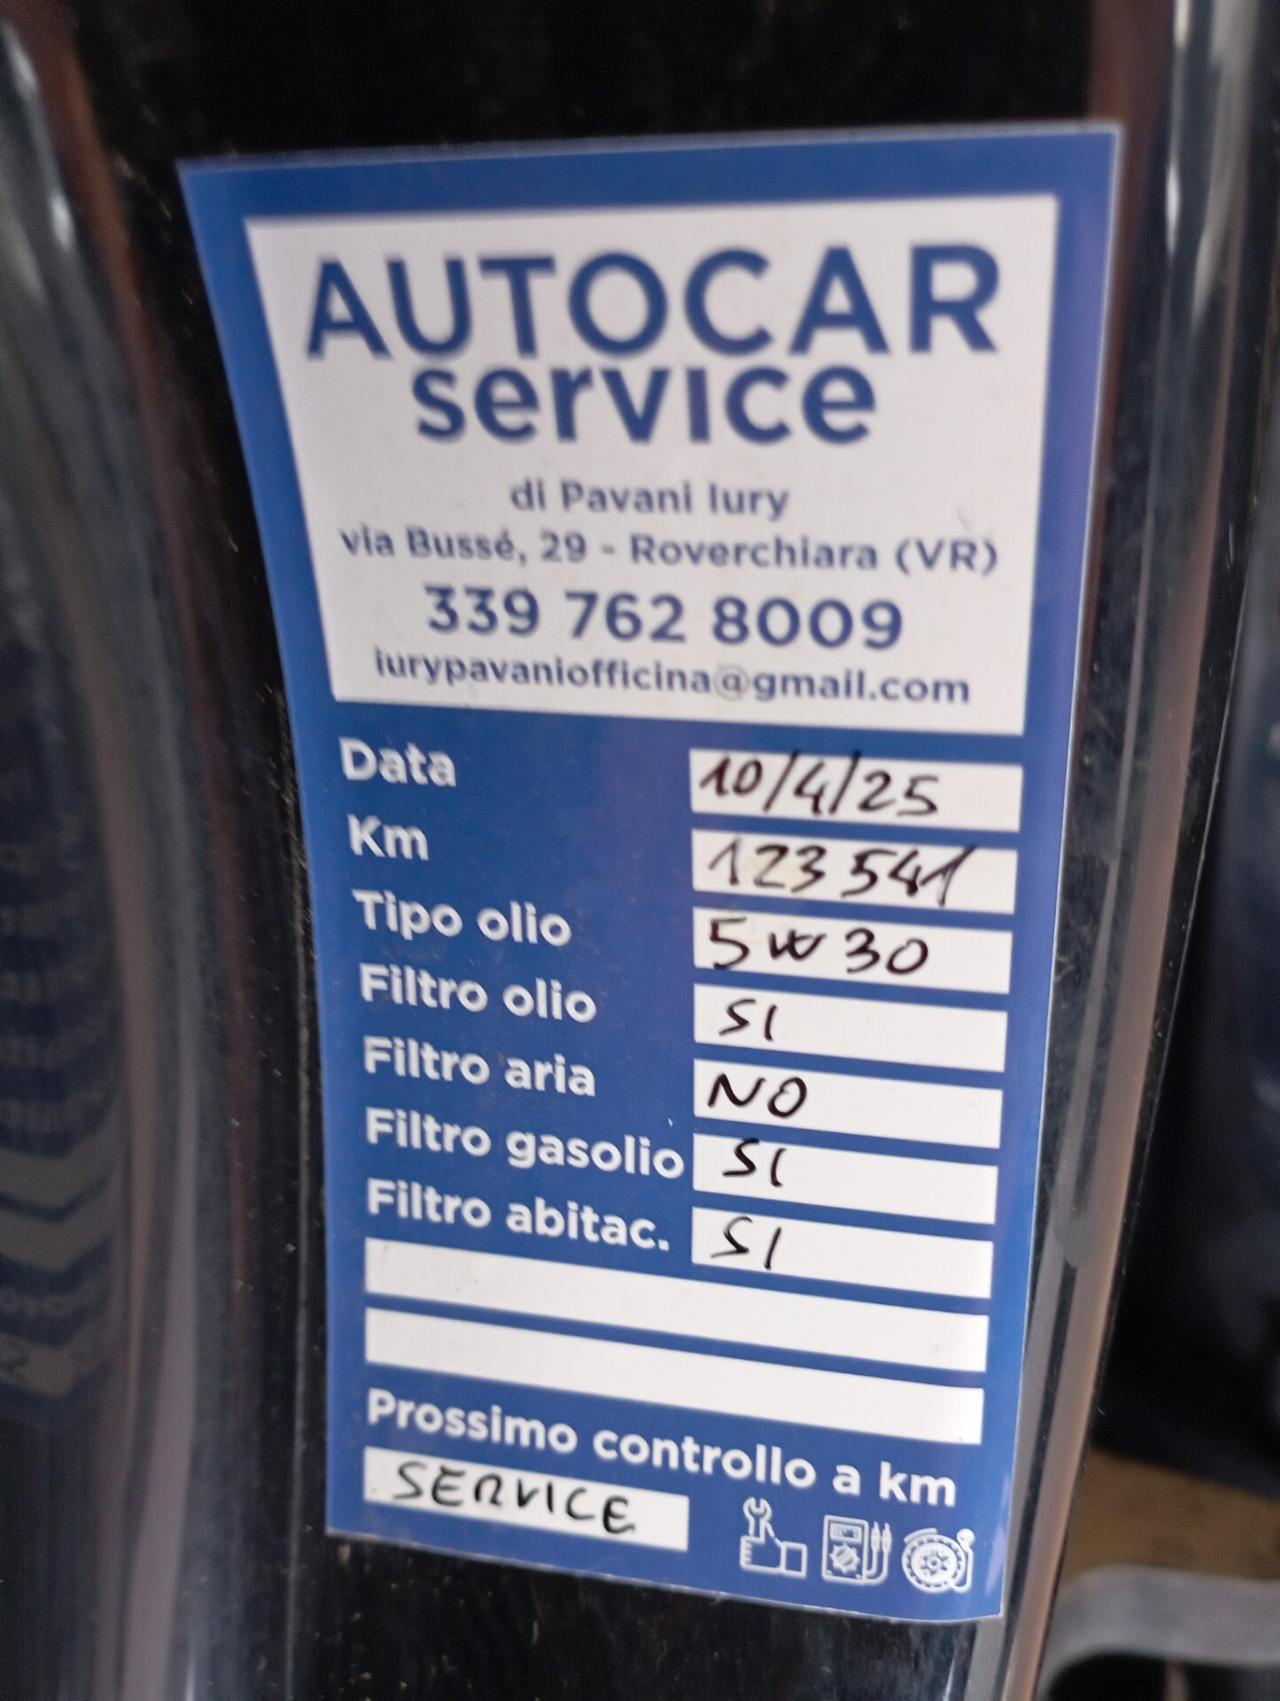 AUTOCAR
service
di Pavani Iury
via Bussé, 29 - Roverchiara (VR)
339 762 8009
iurypavaniofficina@gmail.com
Data 10/4/25
Km 123541
Tipo olio 5w30
Filtro olio SI
Filtro aria NO
Filtro gasolio SI
Filtro abitac. SI
Prossimo controllo a km
SERVICE